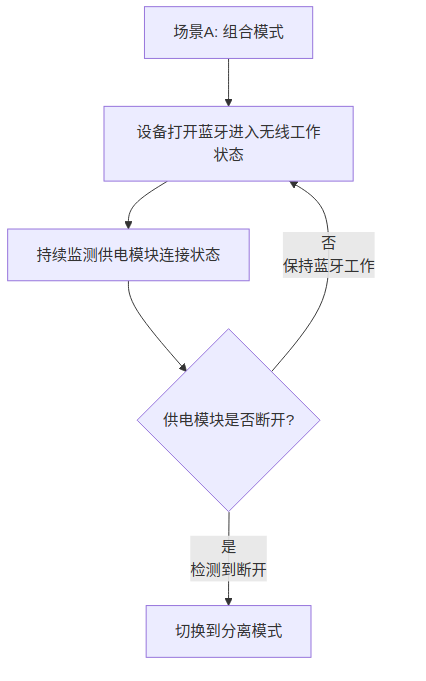 场景A: 组合模式
设备打开蓝牙进入无线工作
状态
持续监测供电模块连接状态
否
保持蓝牙工作
供电模块是否断开?
是
检测到断开
切换到分离模式